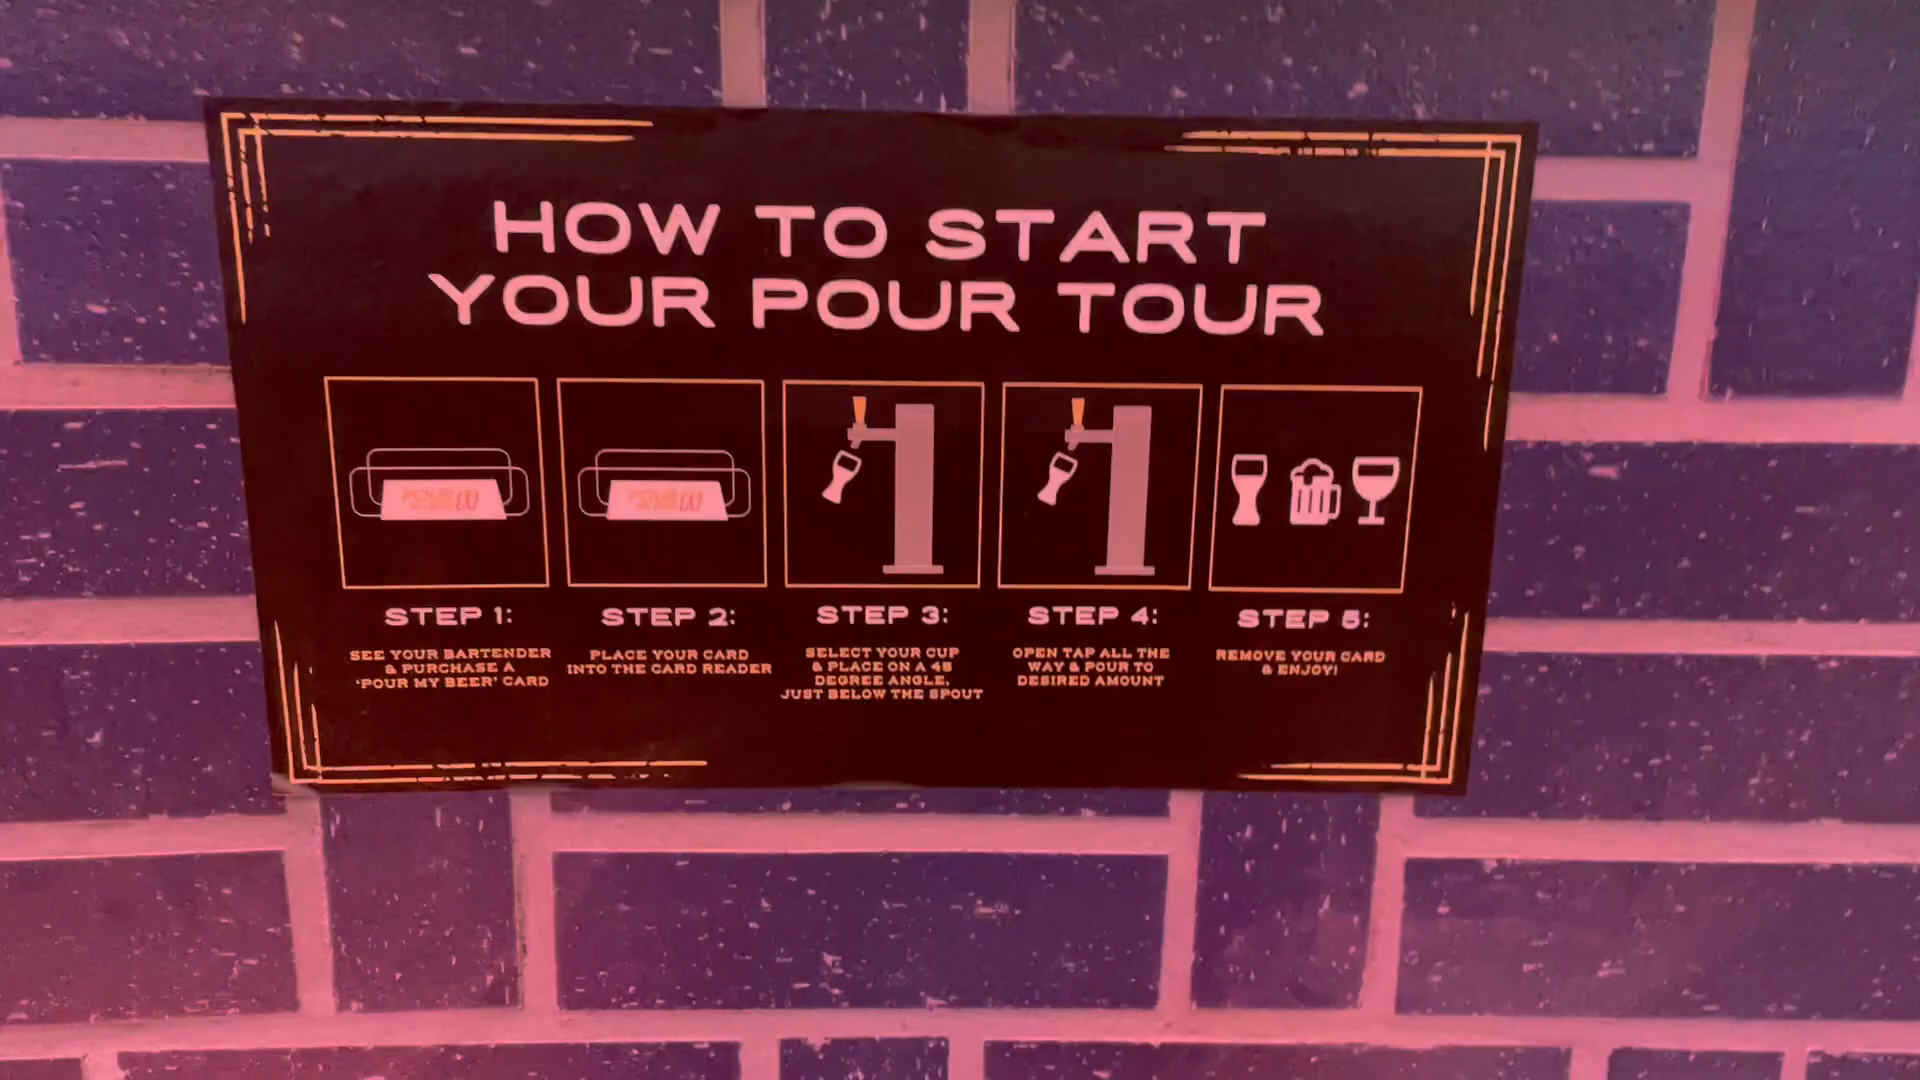 HOW TO START
YOUR POUR TOUR
STEP 1:
SEE YOUR BARTENDER
& PURCHASE A
'POUR MY BEER' CARD
STEP 2:
PLACE YOUR CARD
INTO THE CARD READER
STEP 3:
SELECT YOUR CUP
& PLACE ON A 45
DEGREE ANGLE,
JUST BELOW THE SPOUT
STEP 4:
OPEN TAP ALL THE
WAY & POUR TO
DESIRED AMOUNT
STEP 5:
REMOVE YOUR CARD
& ENJOY!